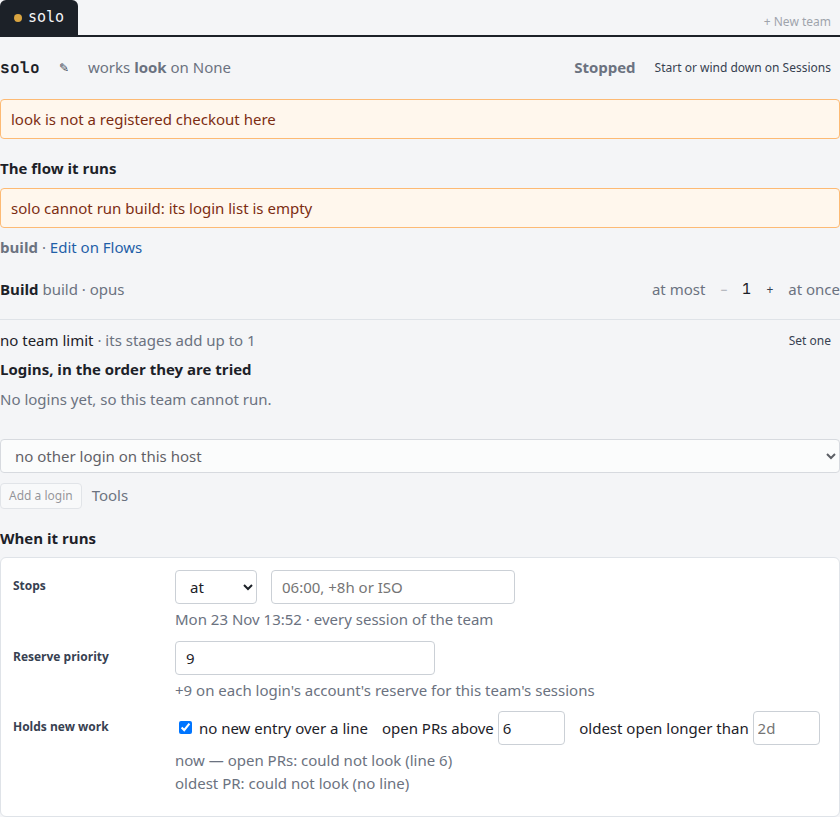 solo
+ New team
solo ✎ works look on None Stopped Start or wind down on Sessions
look is not a registered checkout here
The flow it runs
solo cannot run build: its login list is empty
build · Edit on Flows
Build build · opus at most − 1 + at once
no team limit · its stages add up to 1 Set one
Logins, in the order they are tried
No logins yet, so this team cannot run.
no other login on this host
Add a login Tools
When it runs
Stops at 06:00, +8h or ISO
Mon 23 Nov 13:52 · every session of the team
Reserve priority 9
+9 on each login's account's reserve for this team's sessions
Holds new work no new entry over a line open PRs above 6 oldest open longer than 2d
now — open PRs: could not look (line 6)
oldest PR: could not look (no line)